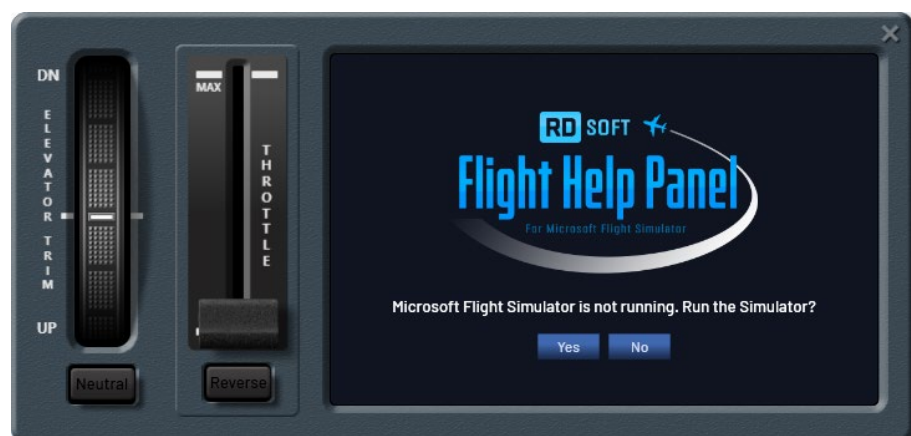 DN
ELEVATOR TRIM
UP
Neutral
MAX
THROTTLE
Reverse
RD SOFT
Flight Help Panel
For Microsoft Flight Simulator
Microsoft Flight Simulator is not running. Run the Simulator?
Yes No